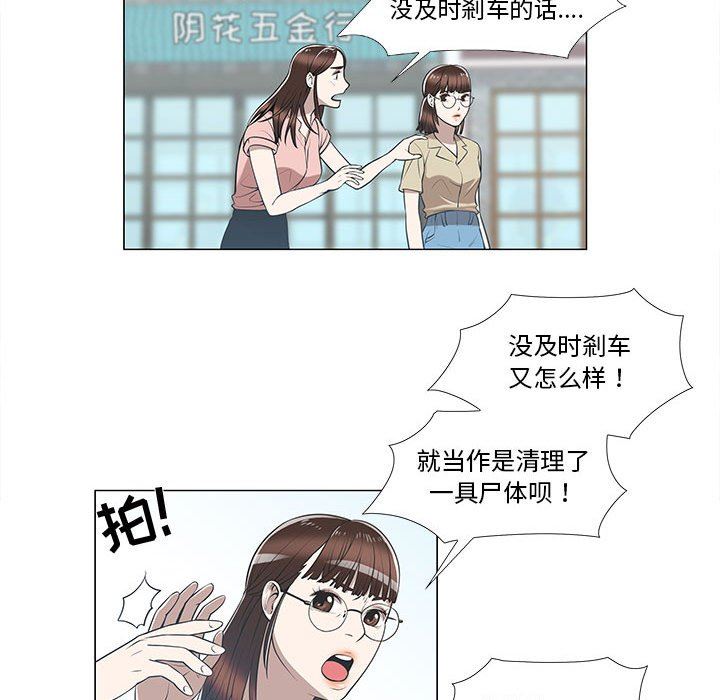 没及时刹车的话....
阴花五金行
没及时刹车
又怎么样！
就当作是清理了
一具尸体呗！
拍!